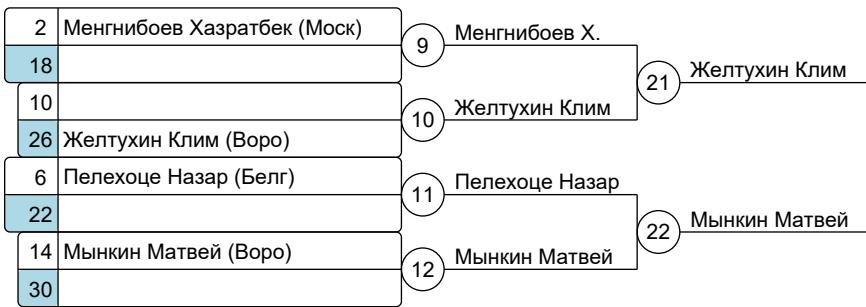 2 Менгнибоев Хазратбек (Моск)
18
9 Менгнибоев Х.
10
26 Желтухин Клим (Воро)
10 Желтухин Клим
21 Желтухин Клим
6 Пелехоце Назар (Белг)
22
11 Пелехоце Назар
14 Мынкин Матвей (Воро)
30
12 Мынкин Матвей
22 Мынкин Матвей